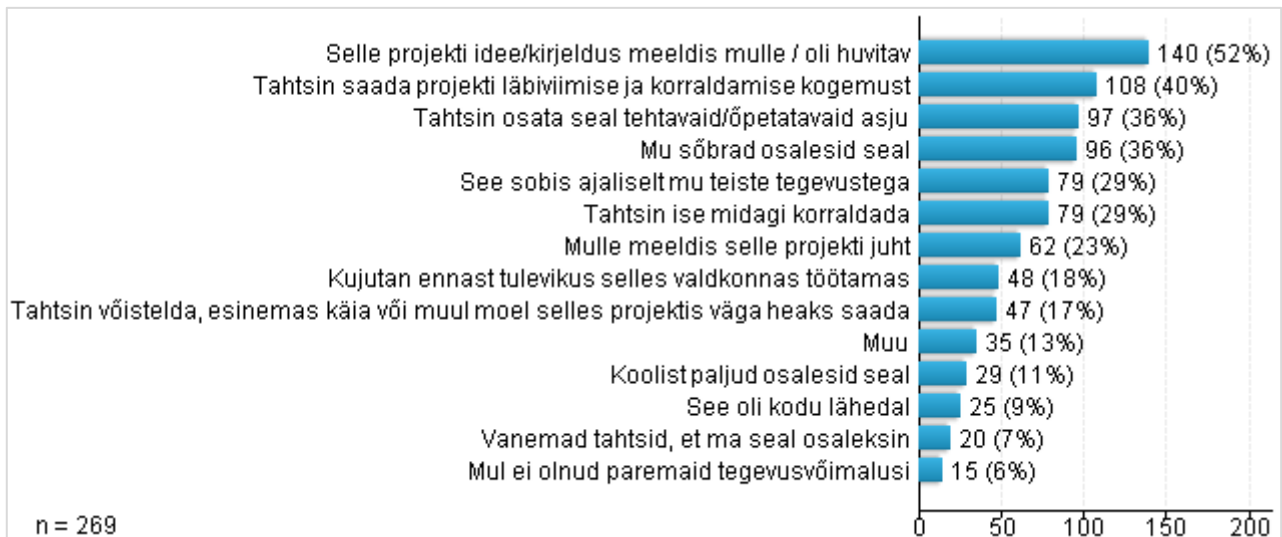 Selle projekti idee/kirjeldus meeldis mulle / oli huvitav 140 (52%)
Tahtsin saada projekti läbiviimise ja korraldamise kogemust 108 (40%)
Tahtsin osata seal tehtavaid/õpetatavaid asju 97 (36%)
Mu sõbrad osalesid seal 96 (36%)
See sobis ajaliselt mu teiste tegevustega 79 (29%)
Tahtsin ise midagi korraldada 79 (29%)
Mulle meeldis selle projekti juht 62 (23%)
Kujutan ennast tulevikus selles valdkonnas töötamas 48 (18%)
Tahtsin võistelda, esinemas käia või muul moel selles projektis väga heaks saada 47 (17%)
Muu 35 (13%)
Koolist paljud osalesid seal 29 (11%)
See oli kodu lähedal 25 (9%)
Vanemad tahtsid, et ma seal osaleksin 20 (7%)
Mul ei olnud paremaid tegevusvõimalusi 15 (6%)
n = 269
0 50 100 150 200